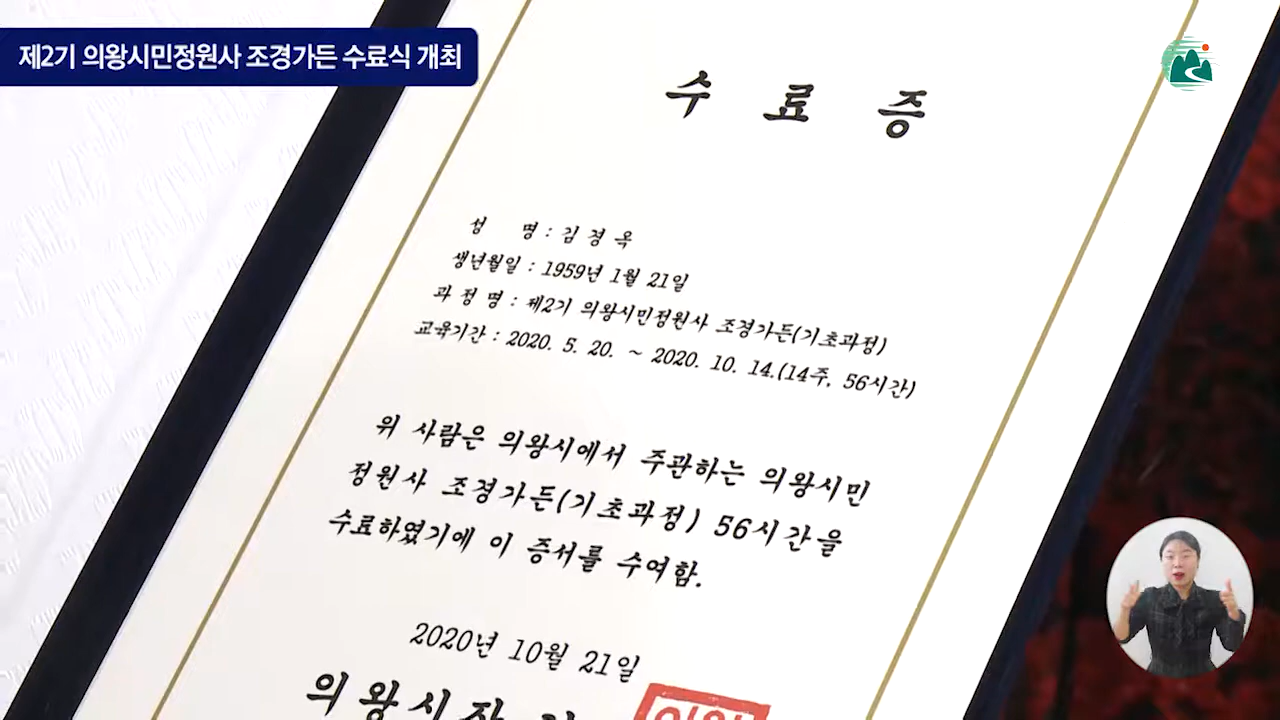 제2기 의왕시민정원사 조경가든 수료식 개최
수 료 증
성 명 : 김 경 옥
생년월일 : 1959년 1월 21일
과 정 명 : 제2기 의왕시민정원사 조경가든(기초과정)
교육기간 : 2020. 5. 20. ~ 2020. 10. 14.(14주, 56시간)
위 사람은 의왕시에서 주관하는 의왕시민
정원사 조경가든(기초과정) 56시간을
수료하였기에 이 증서를 수여함.
2020년 10월 21일
의왕시장